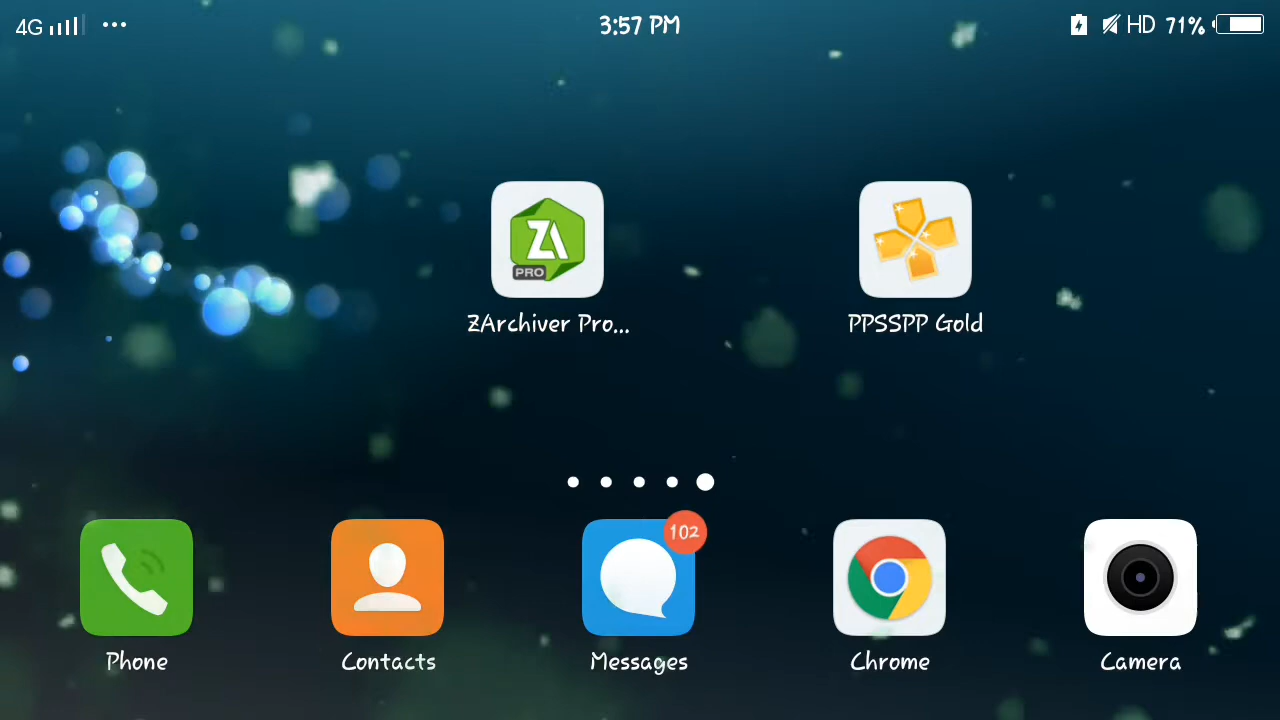 4G ••• 3:57 PM HD 71%
ZA
PRO
ZArchiver Pro... PPSSPP Gold
102
Phone Contacts Messages Chrome Camera